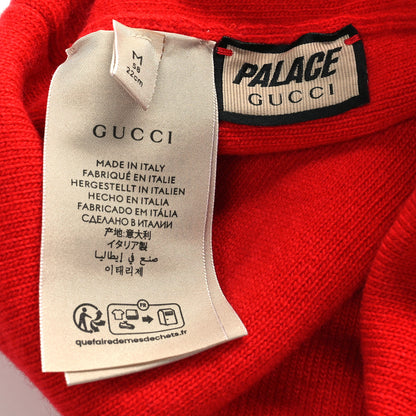 M
58
22cm
PALACE
GUCCI
GUCCI
MADE IN ITALY
FABRIQUÉ EN ITALIE
HERGESTELLT IN ITALIEN
HECHO EN ITALIA
FABRICADO EM ITÁLIA
СДЕЛАНО В ИТАЛИИ
产地:意大利
イタリア製
صنع في إيطاليا
이태리제
FR
quefairedemesdechets.fr